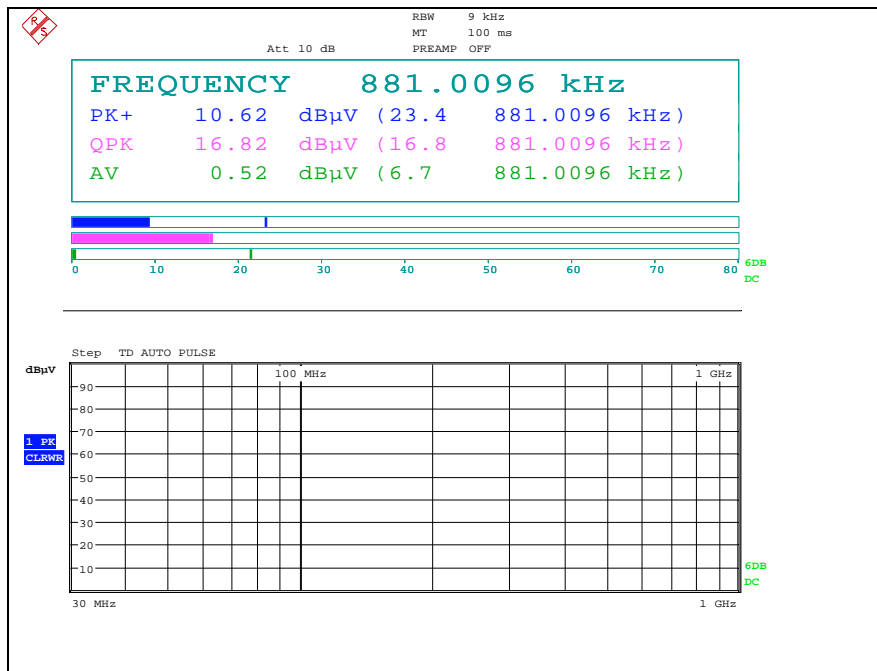 R S
RBW 9 kHz
MT 100 ms
Att 10 dB PREAMP OFF
FREQUENCY 881.0096 kHz
PK+ 10.62 dBµV (23.4 881.0096 kHz)
QPK 16.82 dBµV (16.8 881.0096 kHz)
AV 0.52 dBµV (6.7 881.0096 kHz)
0 10 20 30 40 50 60 70 80
6DB
DC
Step TD AUTO PULSE
dBµV
100 MHz 1 GHz
90
80
70
1 PK
CLRWR
60
50
40
30
20
10
6DB
DC
30 MHz 1 GHz